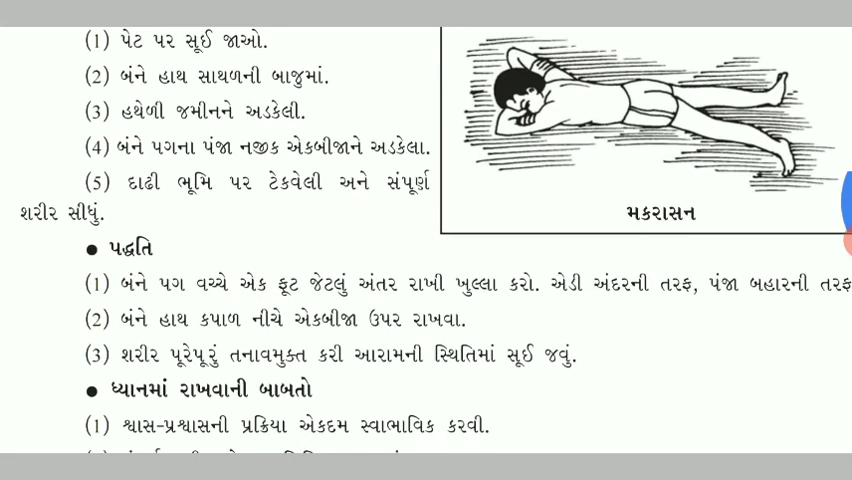 (1) પેટ પર સૂઈ જાઓ.
(2) બંને હાથ સાથળની બાજુમાં.
(3) હથેળી જમીનને અડકેલી.
(4) બંને પગના પંજા નજીક એકબીજાને અડકેલા.
(5) દાઢી ભૂમિ પર ટેકવેલી અને સંપૂર્ણ
શરીર સીધું.
મકરાસન
● પદ્ધતિ
(1) બંને પગ વચ્ચે એક ફૂટ જેટલું અંતર રાખી ખુલ્લા કરો. એડી અંદરની તરફ, પંજા બહારની તરફ
(2) બંને હાથ કપાળ નીચે એકબીજા ઉપર રાખવા.
(3) શરીર પૂરેપૂરું તનાવમુક્ત કરી આરામની સ્થિતિમાં સૂઈ જવું.
● ધ્યાનમાં રાખવાની બાબતો
(1) શ્વાસ-પ્રશ્વાસની પ્રક્રિયા એકદમ સ્વાભાવિક કરવી.